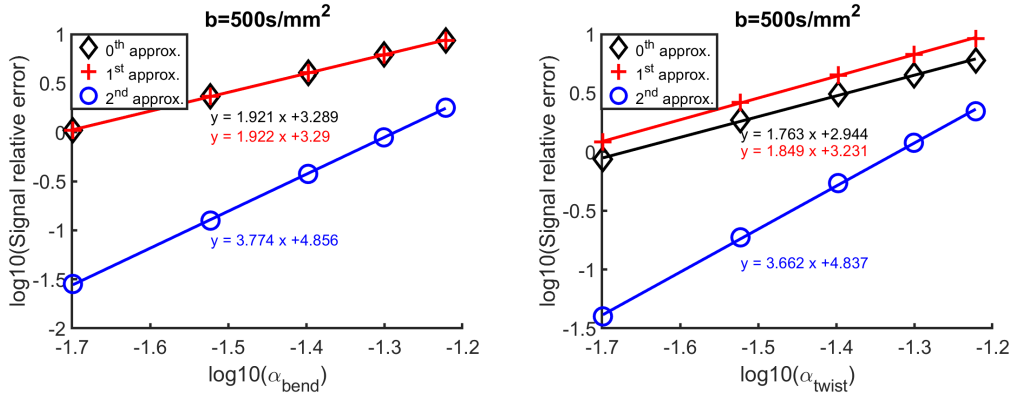 b=500s/mm²
1
0.5
0
-0.5
-1
-1.5
-2
log10(Signal relative error)
0ᵗʰ approx.
1ˢᵗ approx.
2ⁿᵈ approx.
y = 1.921 x +3.289
y = 1.922 x +3.29
y = 3.774 x +4.856
-1.7 -1.6 -1.5 -1.4 -1.3 -1.2
log10(α_bend)
b=500s/mm²
1
0.5
0
-0.5
-1
-1.5
log10(Signal relative error)
0ᵗʰ approx.
1ˢᵗ approx.
2ⁿᵈ approx.
y = 1.763 x +2.944
y = 1.849 x +3.231
y = 3.662 x +4.837
-1.7 -1.6 -1.5 -1.4 -1.3 -1.2
log10(α_twist)